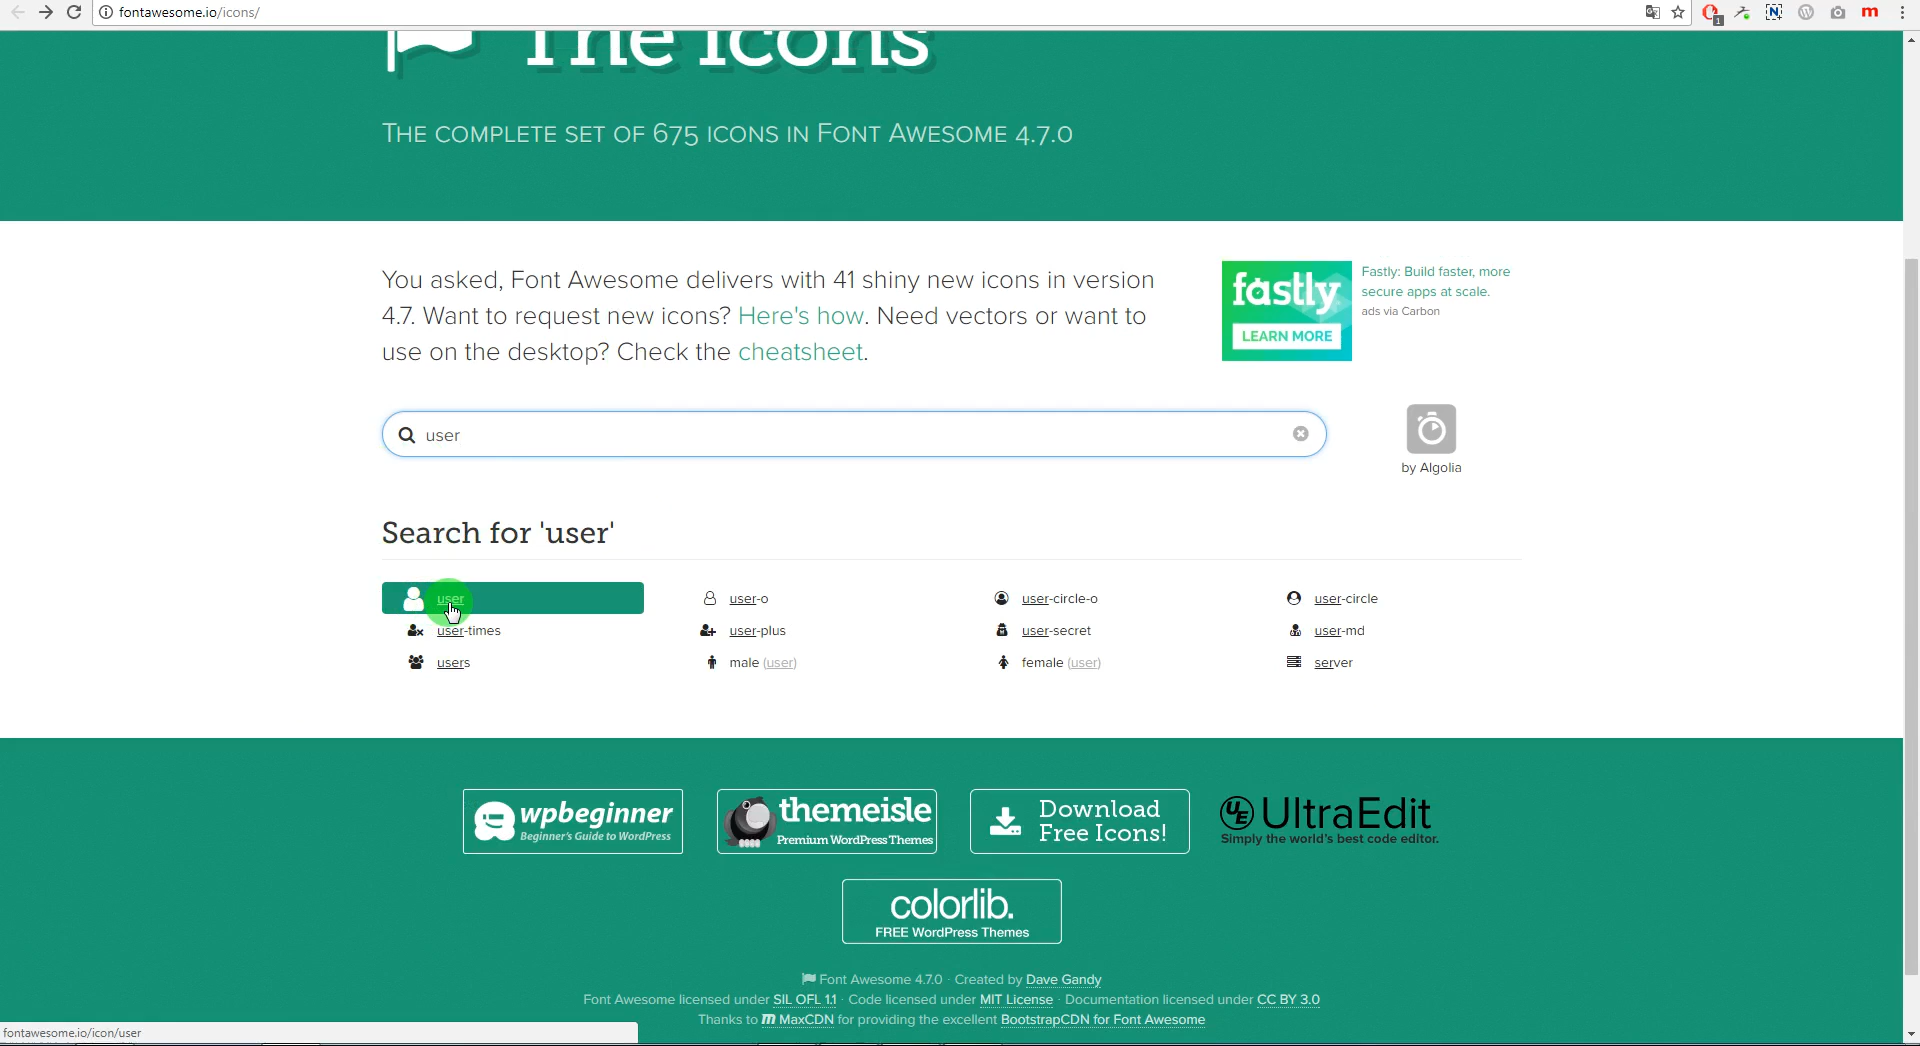 fontawesome.io/icons/
1
m
The Icons
The complete set of 675 icons in Font Awesome 4.7.0
You asked, Font Awesome delivers with 41 shiny new icons in version
4.7. Want to request new icons? Here's how. Need vectors or want to
use on the desktop? Check the cheatsheet.
fastly
LEARN MORE
Fastly: Build faster, more
secure apps at scale.
ads via Carbon
user
by Algolia
Search for 'user'
user user-o user-circle-o user-circle
user-times user-plus user-secret user-md
users male (user) female (user) server
wpbeginner
Beginner's Guide to WordPress
themeisle
Premium WordPress Themes
Download
Free Icons!
UE UltraEdit
Simply the world's best code editor.
colorlib.
FREE WordPress Themes
Font Awesome 4.7.0 · Created by Dave Gandy
Font Awesome licensed under SIL OFL 1.1 · Code licensed under MIT License · Documentation licensed under CC BY 3.0
Thanks to m MaxCDN for providing the excellent BootstrapCDN for Font Awesome
fontawesome.io/icon/user